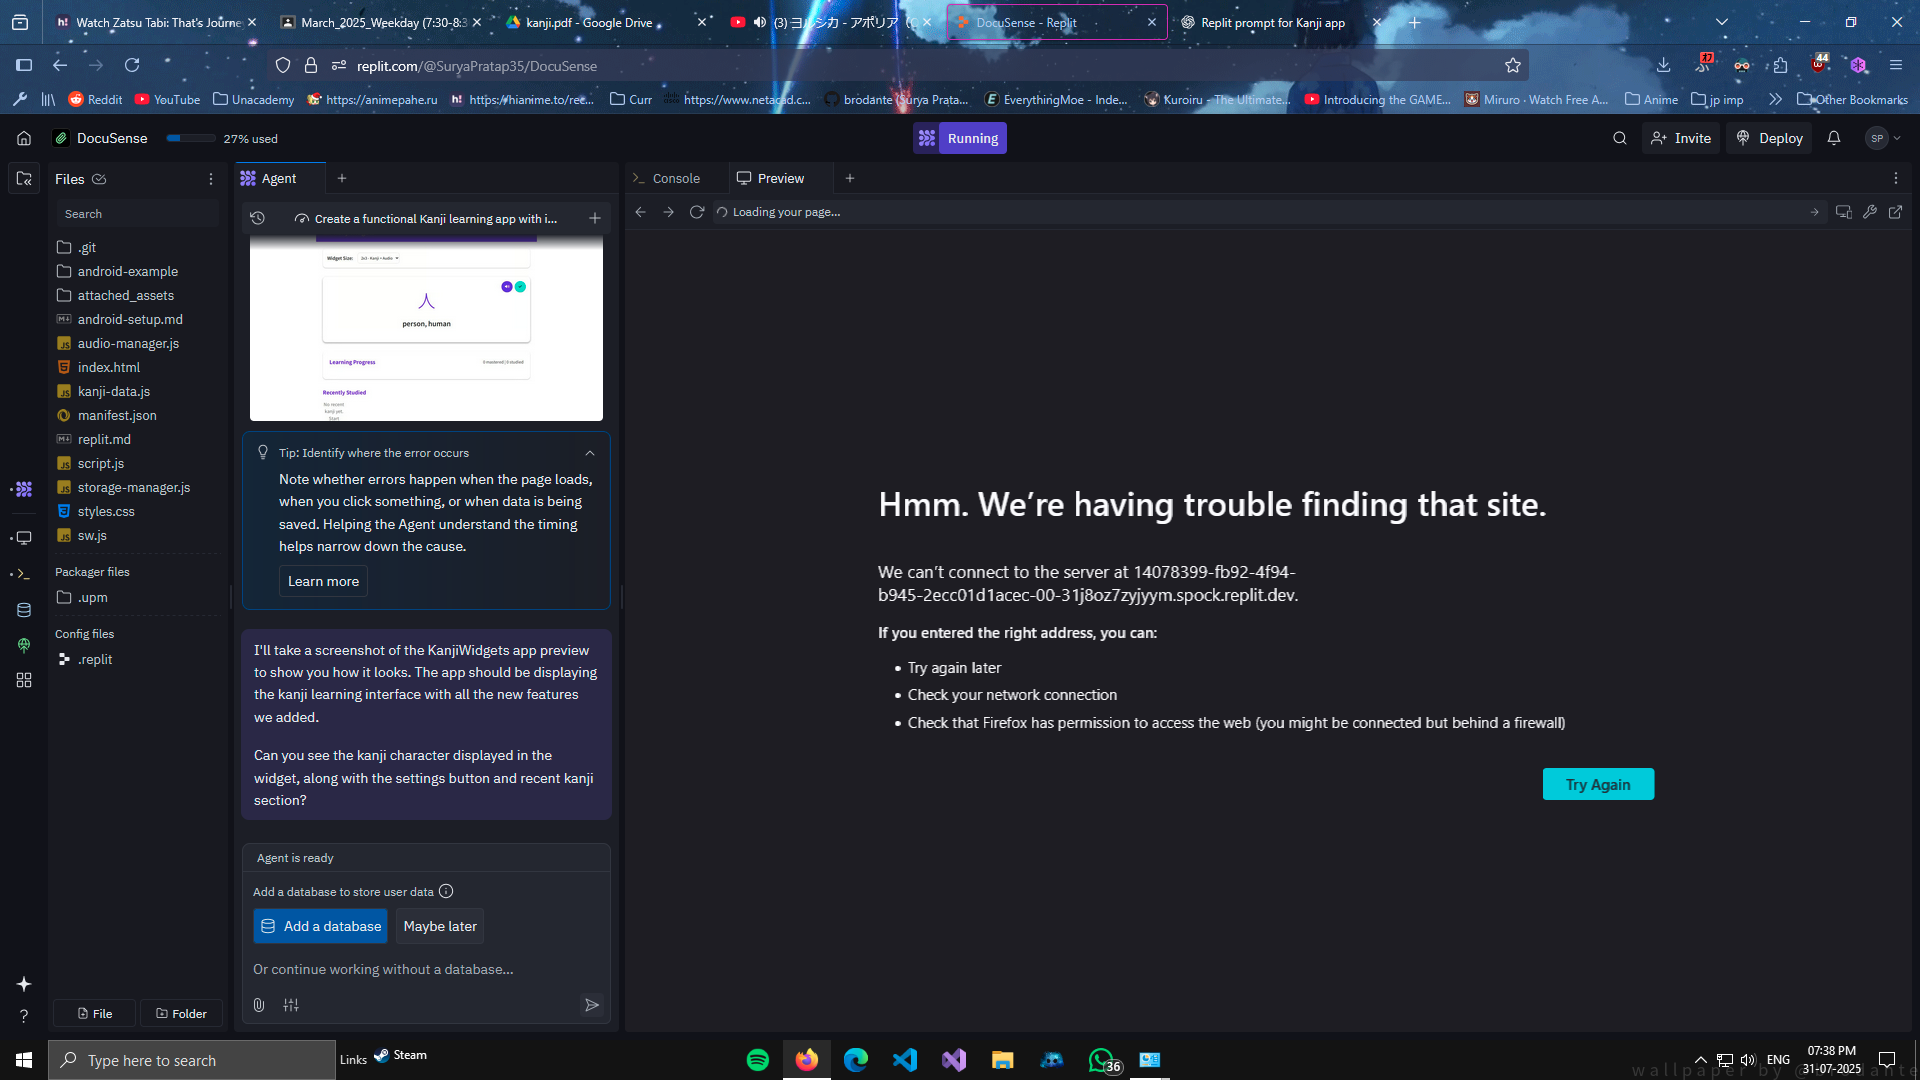 Watch Zatsu Tabi: That's Journe
March_2025_Weekday (7:30-8:3
kanji.pdf - Google Drive
(3) ヨルシカ - アポリア
DocuSense - Replit
Replit prompt for Kanji app
replit.com/@SuryaPratap35/DocuSense
Reddit
YouTube
Unacademy
https://animepahe.ru
https://hianime.to/rec...
Curr
https://www.netacad.c...
brodante (Surya Prata...
EverythingMoe - Inde...
Kuroiru - The Ultimate...
Introducing the GAME...
Miruro · Watch Free A...
Anime
jp imp
Other Bookmarks
44
DocuSense
27% used
Running
Invite
Deploy
SP
Files
Search
.git
android-example
attached_assets
android-setup.md
audio-manager.js
index.html
kanji-data.js
manifest.json
replit.md
script.js
storage-manager.js
styles.css
sw.js
Packager files
.upm
Config files
.replit
File
Folder
Agent
Create a functional Kanji learning app with i...
Widget Size:
2x3 - Kanji + Audio
人
person, human
Learning Progress
0 mastered | 0 studied
Recently Studied
No recent
kanji yet.
Start
Tip: Identify where the error occurs
Note whether errors happen when the page loads,
when you click something, or when data is being
saved. Helping the Agent understand the timing
helps narrow down the cause.
Learn more
I'll take a screenshot of the KanjiWidgets app preview
to show you how it looks. The app should be displaying
the kanji learning interface with all the new features
we added.
Can you see the kanji character displayed in the
widget, along with the settings button and recent kanji
section?
Agent is ready
Add a database to store user data
Add a database
Maybe later
Or continue working without a database...
Console
Preview
Loading your page...
Hmm. We're having trouble finding that site.
We can't connect to the server at 14078399-fb92-4f94-
b945-2ecc01d1acec-00-31j8oz7zyjyym.spock.replit.dev.
If you entered the right address, you can:
Try again later
Check your network connection
Check that Firefox has permission to access the web (you might be connected but behind a firewall)
Try Again
Type here to search
Links
Steam
36
ENG
07:38 PM
31-07-2025